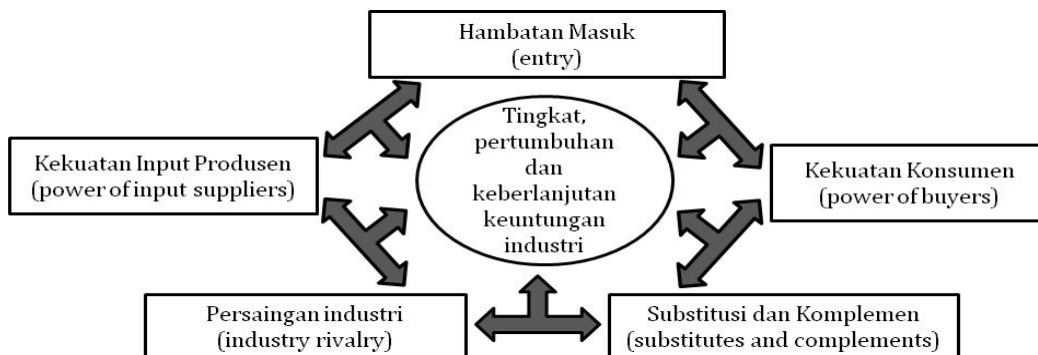 Hambatan Masuk
(entry)
Tingkat,
pertumbuhan
dan
keberlanjutan
keuntungan
industri
Kekuatan Input Produsen
(power of input suppliers)
Kekuatan Konsumen
(power of buyers)
Persaingan industri
(industry rivalry)
Substitusi dan Komplemen
(substitutes and complements)